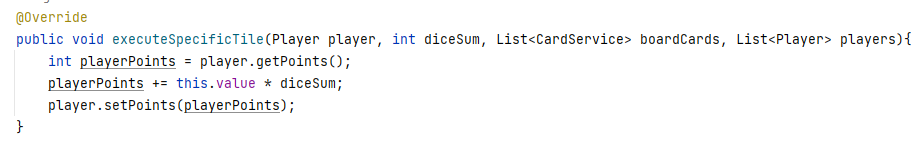 @Override
public void executeSpecificTile(Player player, int diceSum, List<CardService> boardCards, List<Player> players){
    int playerPoints = player.getPoints();
    playerPoints += this.value * diceSum;
    player.setPoints(playerPoints);
}